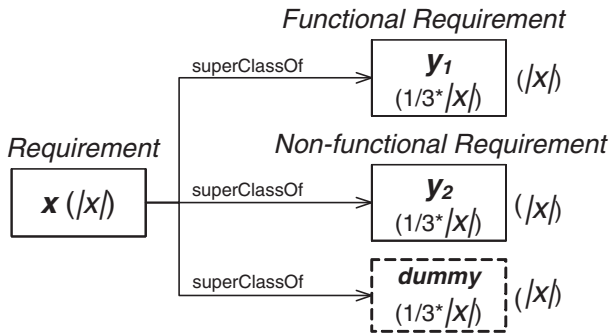 Functional Requirement
superClassOf
y1
(1/3*|x|)
(|x|)
Requirement
x (|x|)
Non-functional Requirement
superClassOf
y2
(1/3*|x|)
(|x|)
superClassOf
dummy
(1/3*|x|)
(|x|)